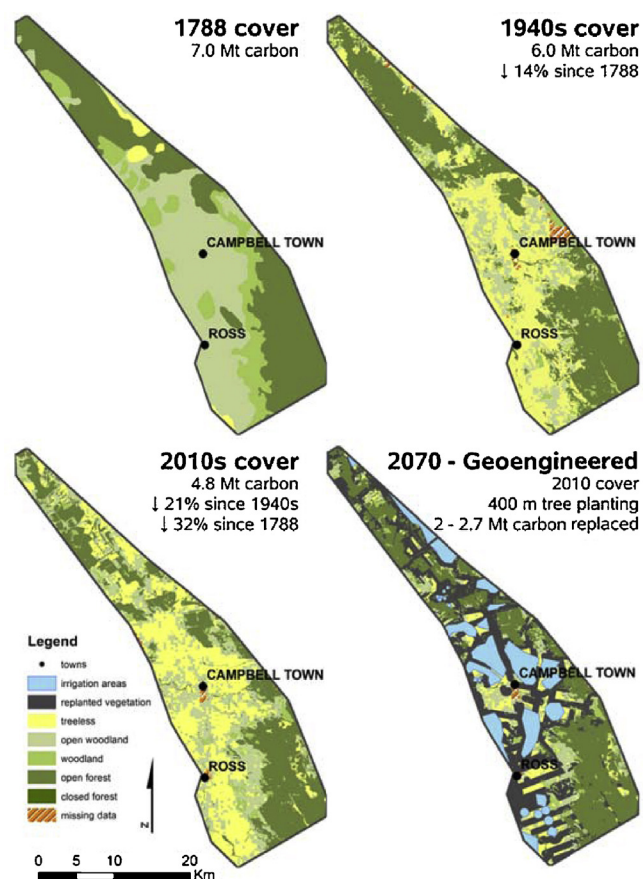 1788 cover
7.0 Mt carbon
CAMPBELL TOWN
ROSS
1940s cover
6.0 Mt carbon
↓ 14% since 1788
CAMPBELL TOWN
ROSS
2010s cover
4.8 Mt carbon
↓ 21% since 1940s
↓ 32% since 1788
CAMPBELL TOWN
ROSS
Legend
towns
irrigation areas
replanted vegetation
treeless
open woodland
woodland
open forest
closed forest
missing data
N
0 5 10 20
Km
2070 - Geoengineered
2010 cover
400 m tree planting
2 - 2.7 Mt carbon replaced
CAMPBELL TOWN
ROSS